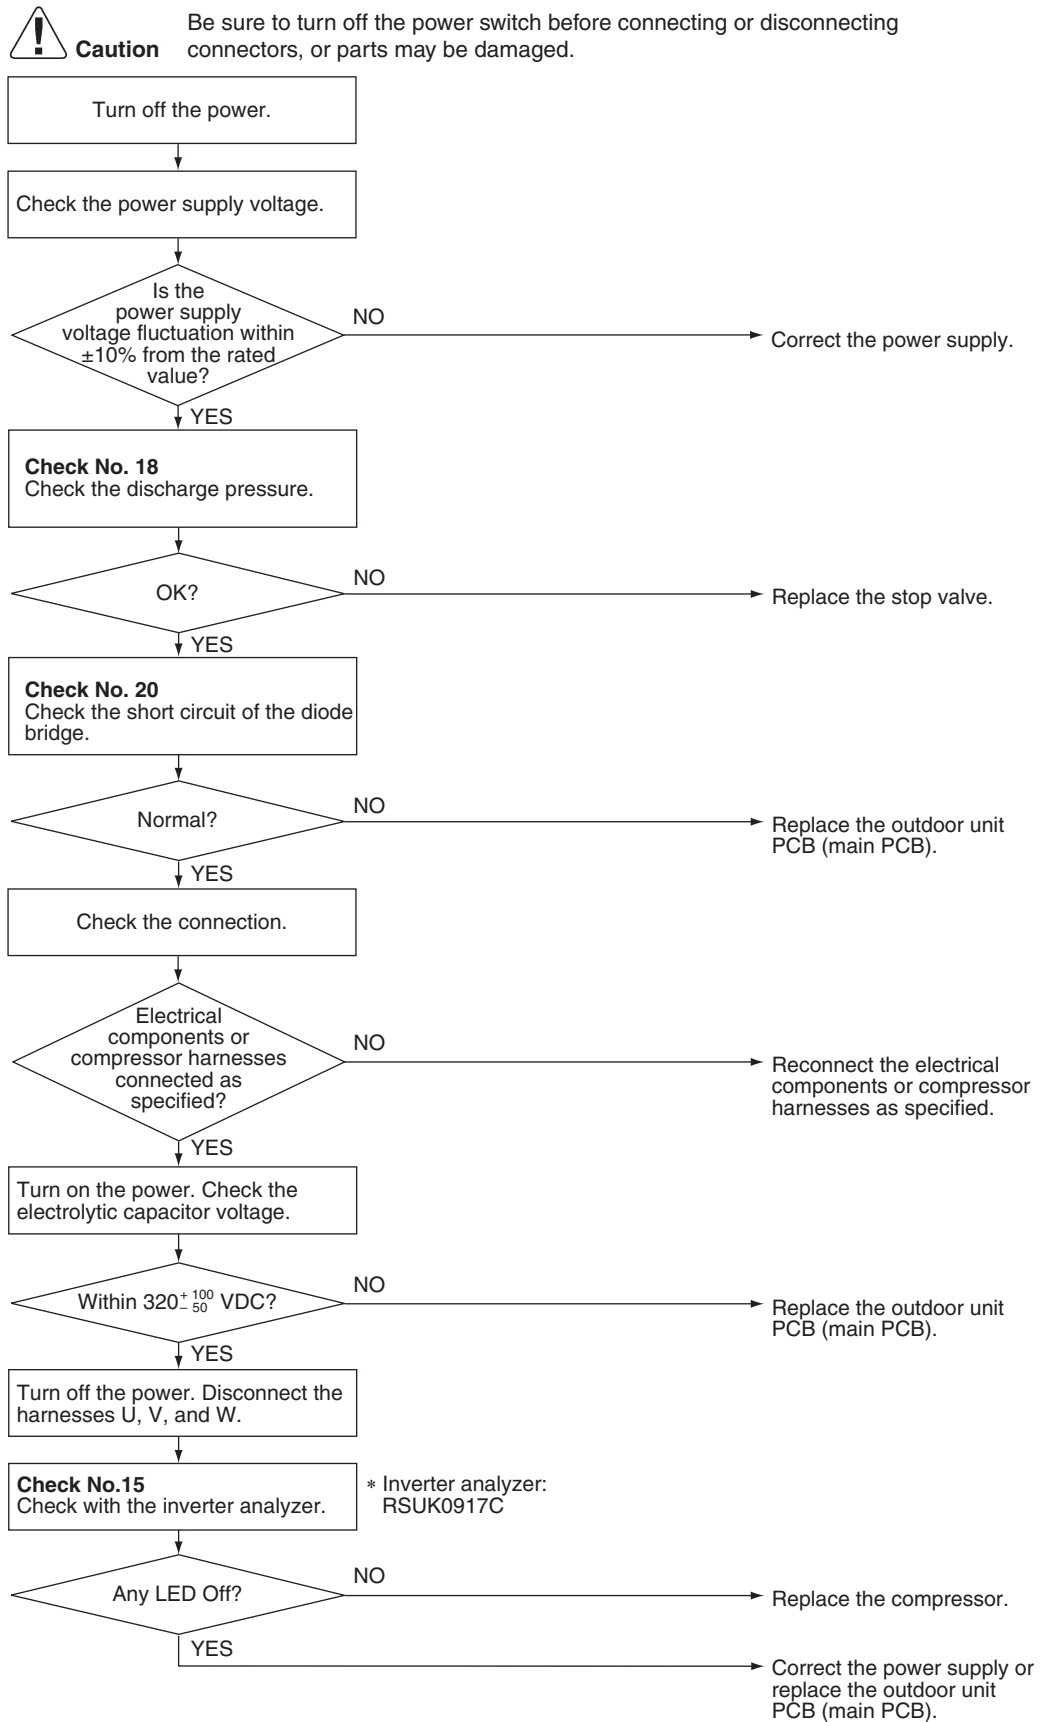 Be sure to turn off the power switch before connecting or disconnecting
Caution connectors, or parts may be damaged.
Turn off the power.
Check the power supply voltage.
Is the
power supply
voltage fluctuation within
±10% from the rated
value?
NO
Correct the power supply.
YES
Check No. 18
Check the discharge pressure.
OK?
NO
Replace the stop valve.
YES
Check No. 20
Check the short circuit of the diode
bridge.
Normal?
NO
Replace the outdoor unit
PCB (main PCB).
YES
Check the connection.
Electrical
components or
compressor harnesses
connected as
specified?
NO
Reconnect the electrical
components or compressor
harnesses as specified.
YES
Turn on the power. Check the
electrolytic capacitor voltage.
Within 320 + 100 − 50 VDC?
NO
Replace the outdoor unit
PCB (main PCB).
YES
Turn off the power. Disconnect the
harnesses U, V, and W.
Check No.15
Check with the inverter analyzer.
* Inverter analyzer:
RSUK0917C
Any LED Off?
NO
Replace the compressor.
YES
Correct the power supply or
replace the outdoor unit
PCB (main PCB).